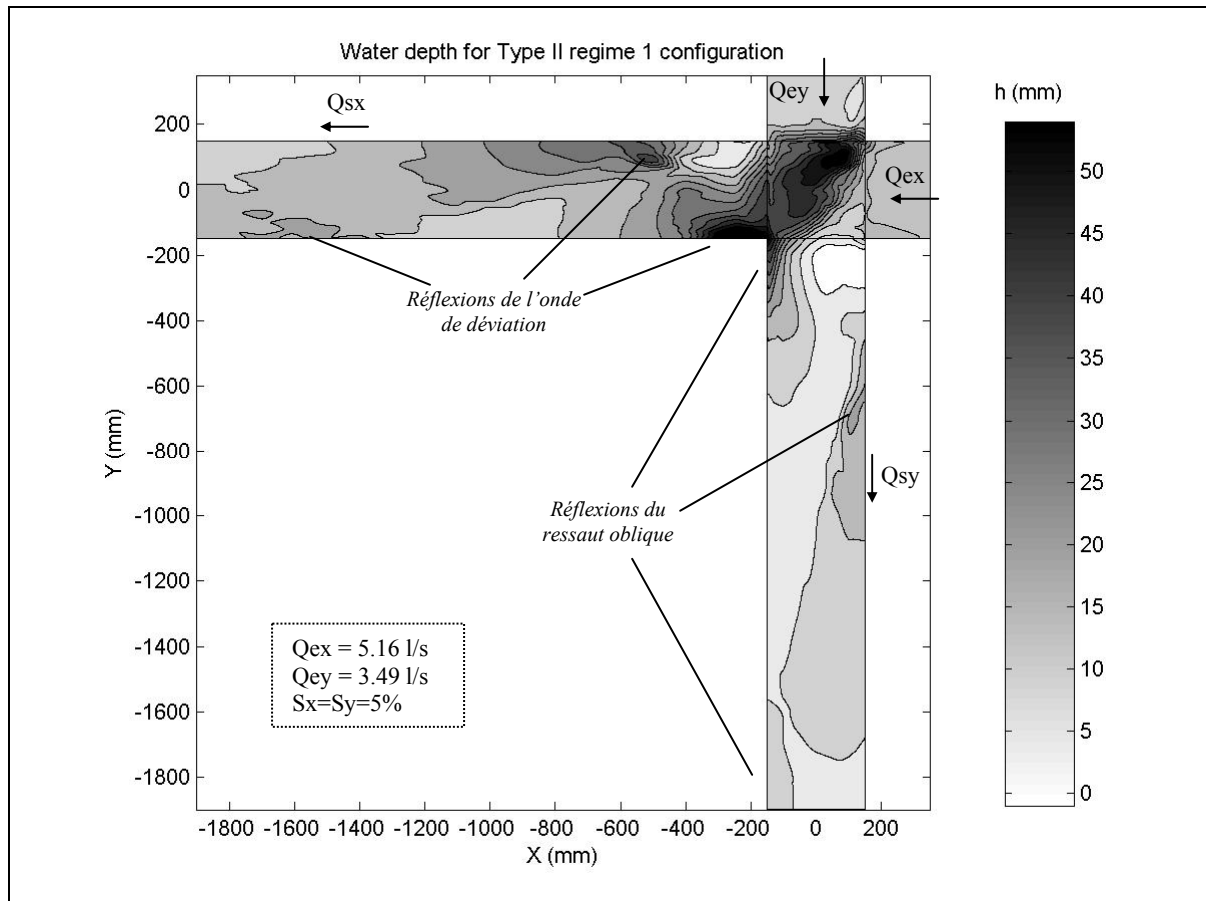 Water depth for Type II regime 1 configuration
Qey
h (mm)
Qsx
Qex
200
0
-200
-400
-600
-800
-1000
-1200
-1400
-1600
-1800
Y (mm)
Réflexions de l’onde
de déviation
Qsy
Réflexions du
ressaut oblique
Qex = 5.16 l/s
Qey = 3.49 l/s
Sx=Sy=5%
-1800 -1600 -1400 -1200 -1000 -800 -600 -400 -200 0 200
X (mm)
50
45
40
35
30
25
20
15
10
5
0